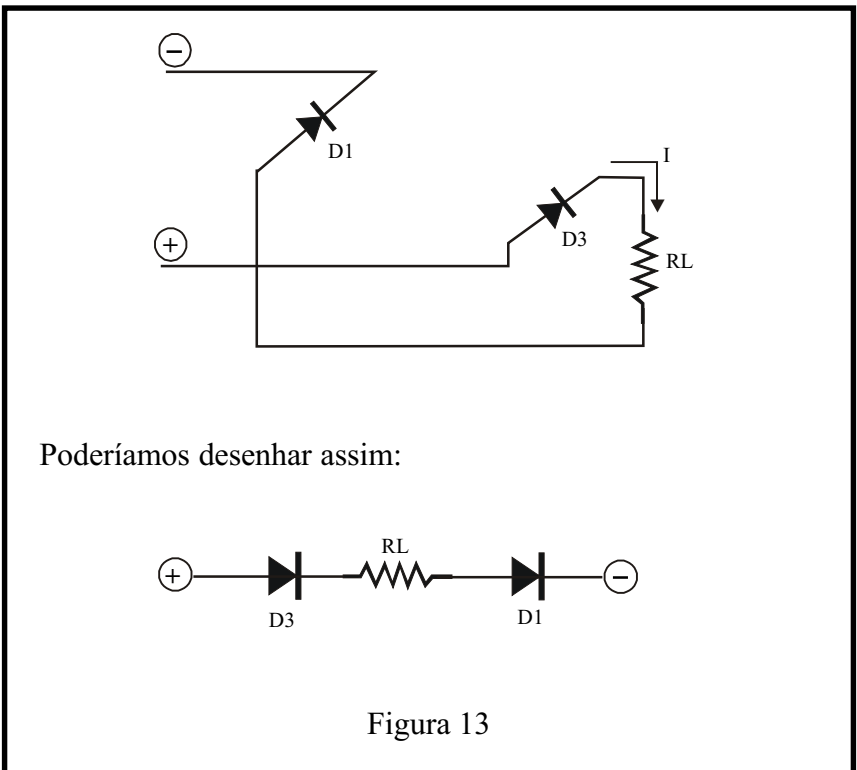 −
D1
I
+
D3
RL
Poderíamos desenhar assim:
RL
+
−
D3
D1
Figura 13